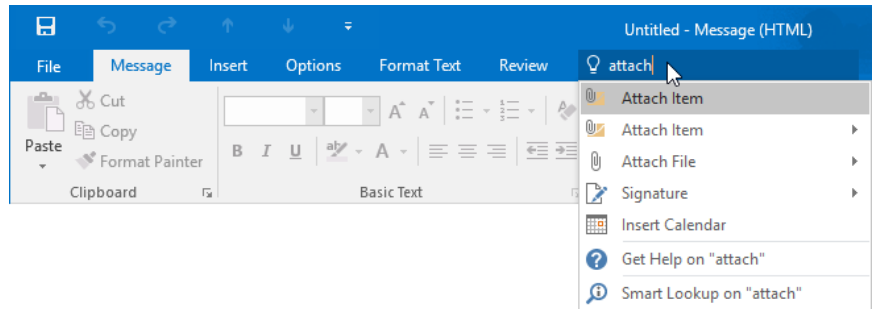 Untitled - Message (HTML)
File Message Insert Options Format Text Review attach
Cut
Copy
Paste
Format Painter
Clipboard
B I U A
Basic Text
Attach Item
Attach Item
Attach File
Signature
Insert Calendar
Get Help on "attach"
Smart Lookup on "attach"